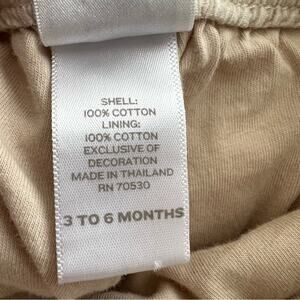 SHELL:
100% COTTON
LINING:
100% COTTON
EXCLUSIVE OF
DECORATION
MADE IN THAILAND
RN 70530
3 TO 6 MONTHS